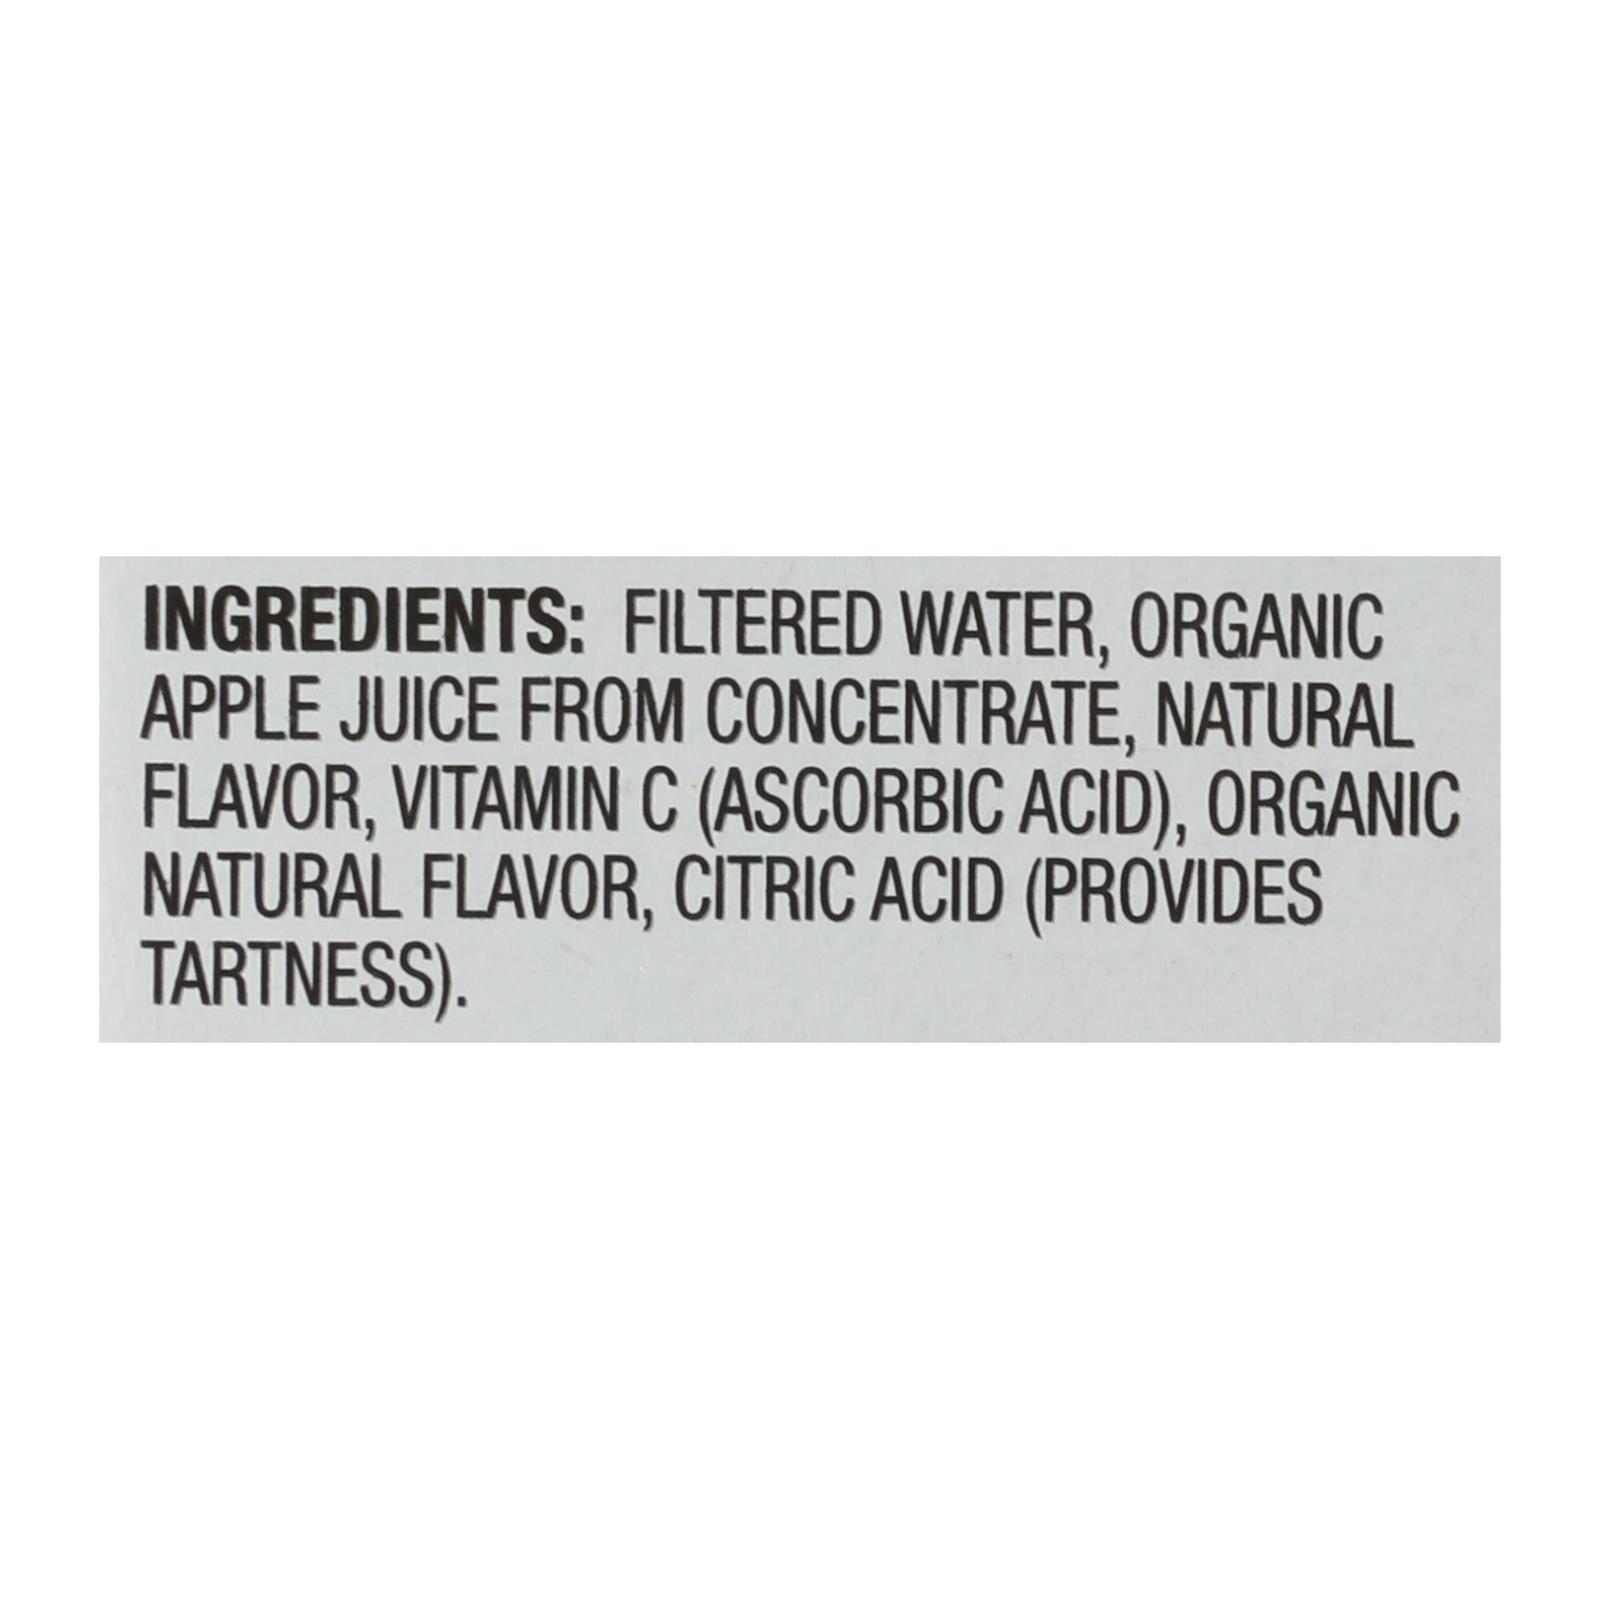 INGREDIENTS: FILTERED WATER, ORGANIC
APPLE JUICE FROM CONCENTRATE, NATURAL
FLAVOR, VITAMIN C (ASCORBIC ACID), ORGANIC
NATURAL FLAVOR, CITRIC ACID (PROVIDES
TARTNESS).